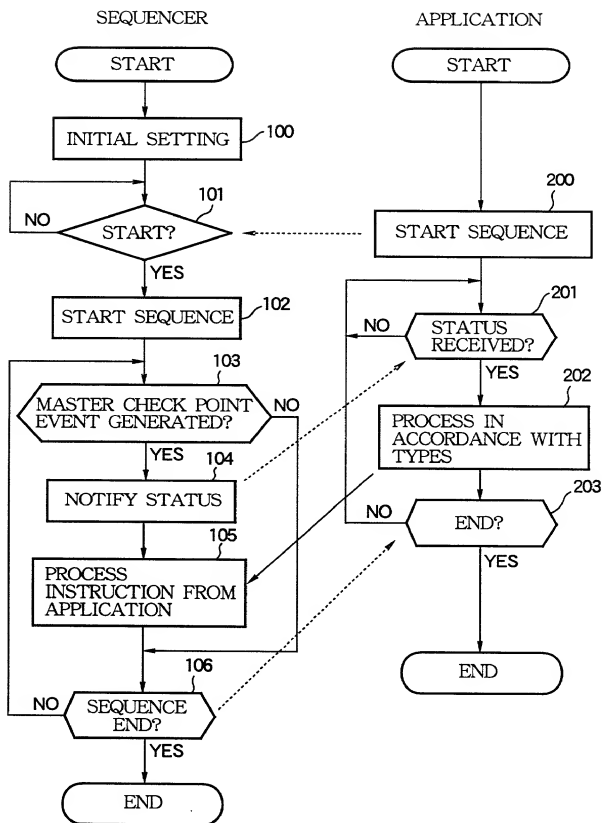 SEQUENCER
START
INITIAL SETTING
100
101
NO
START?
YES
START SEQUENCE
102
103
MASTER CHECK POINT
EVENT GENERATED?
NO
YES
104
NOTIFY STATUS
105
PROCESS
INSTRUCTION FROM
APPLICATION
106
NO
SEQUENCE
END?
YES
END
APPLICATION
START
200
START SEQUENCE
201
NO
STATUS
RECEIVED?
YES
202
PROCESS IN
ACCORDANCE WITH
TYPES
203
NO
END?
YES
END